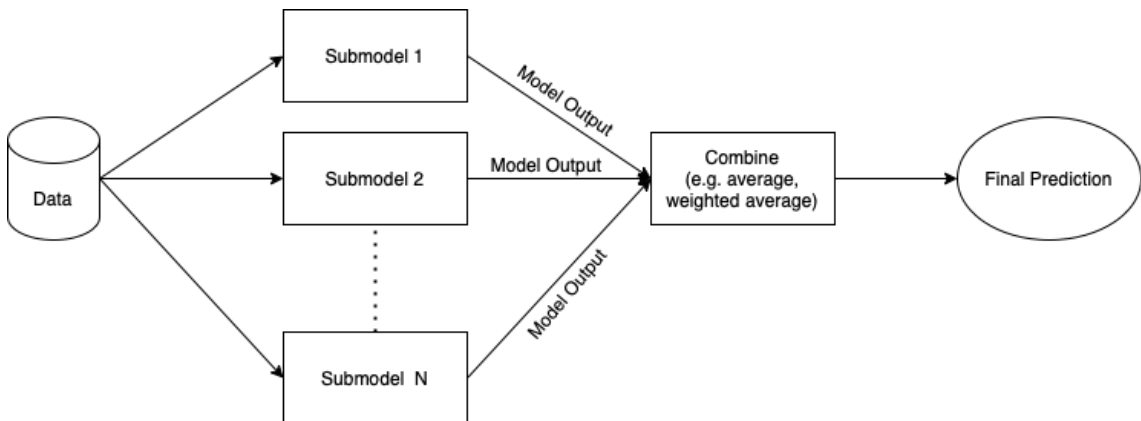 Data
Submodel 1
Submodel 2
Submodel N
Model Output
Model Output
Model Output
Combine
(e.g. average,
weighted average)
Final Prediction